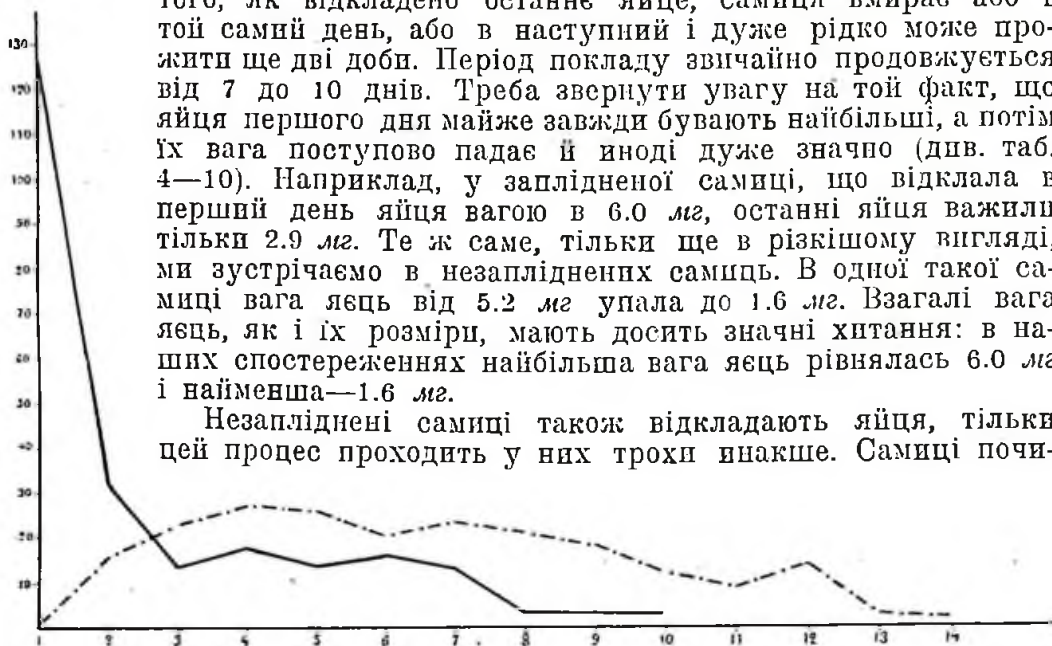 того, як відкладено останнє яйце, самиця вмирає або в
той самий день, або в наступний і дуже рідко може про-
жити ще дві доби. Період покладу звичайно продовжується
від 7 до 10 днів. Треба звернути увагу на той факт, що
яйця першого дня майже завжди бувають найбільші, а потім
їх вага поступово падає й иноді дуже значно (див. таб.
4—10). Наприклад, у заплідненої самиці, що відклала в
перший день яйця вагою в 6.0 мг, останні яйця важили
тільки 2.9 мг. Те ж саме, тільки ще в різкішому вигляді,
ми зустрічаємо в незапліднених самиць. В одної такої са-
миці вага яєць від 5.2 мг упала до 1.6 мг. Взагалі вага
яєць, як і їх розміри, мають досить значні хитання: в на-
ших спостереженнях найбільша вага яєць рівнялась 6.0 мг
і найменша—1.6 мг.
Незапліднені самиці також відкладають яйця, тільки
цей процес проходить у них трохи инакше. Самиці почи-
130
120
110
100
90
80
70
60
50
40
30
20
10
1 2 3 4 5 6 7 8 9 10 11 12 13 14